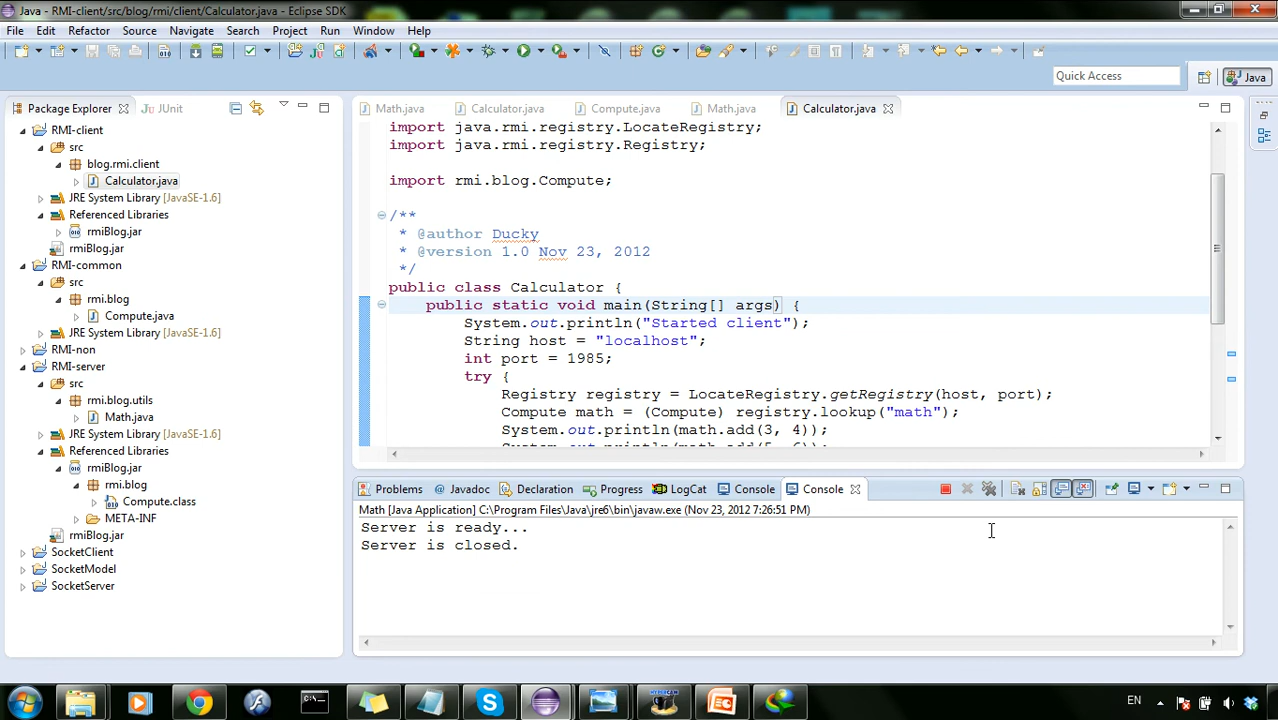 Java - RMI-client/src/blog/rmi/client/Calculator.java - Eclipse SDK
File Edit Refactor Source Navigate Search Project Run Window Help
Quick Access
Java
Package Explorer
JUnit
RMI-client
src
blog.rmi.client
Calculator.java
JRE System Library [JavaSE-1.6]
Referenced Libraries
rmiBlog.jar
rmiBlog.jar
RMI-common
src
rmi.blog
Compute.java
JRE System Library [JavaSE-1.6]
RMI-non
RMI-server
src
rmi.blog.utils
Math.java
JRE System Library [JavaSE-1.6]
Referenced Libraries
rmiBlog.jar
rmi.blog
Compute.class
META-INF
rmiBlog.jar
SocketClient
SocketModel
SocketServer
Math.java Calculator.java Compute.java Math.java Calculator.java
import java.rmi.registry.LocateRegistry;
import java.rmi.registry.Registry;
import rmi.blog.Compute;
/**
* @author Ducky
* @version 1.0 Nov 23, 2012
*/
public class Calculator {
public static void main(String[] args) {
System.out.println("Started client");
String host = "localhost";
int port = 1985;
try {
Registry registry = LocateRegistry.getRegistry(host, port);
Compute math = (Compute) registry.lookup("math");
System.out.println(math.add(3, 4));
System.out.println(math.add(5, 6));
Problems Javadoc Declaration Progress LogCat Console Console
Math [Java Application] C:\Program Files\Java\jre6\bin\javaw.exe (Nov 23, 2012 7:26:51 PM)
Server is ready...
Server is closed.
EN